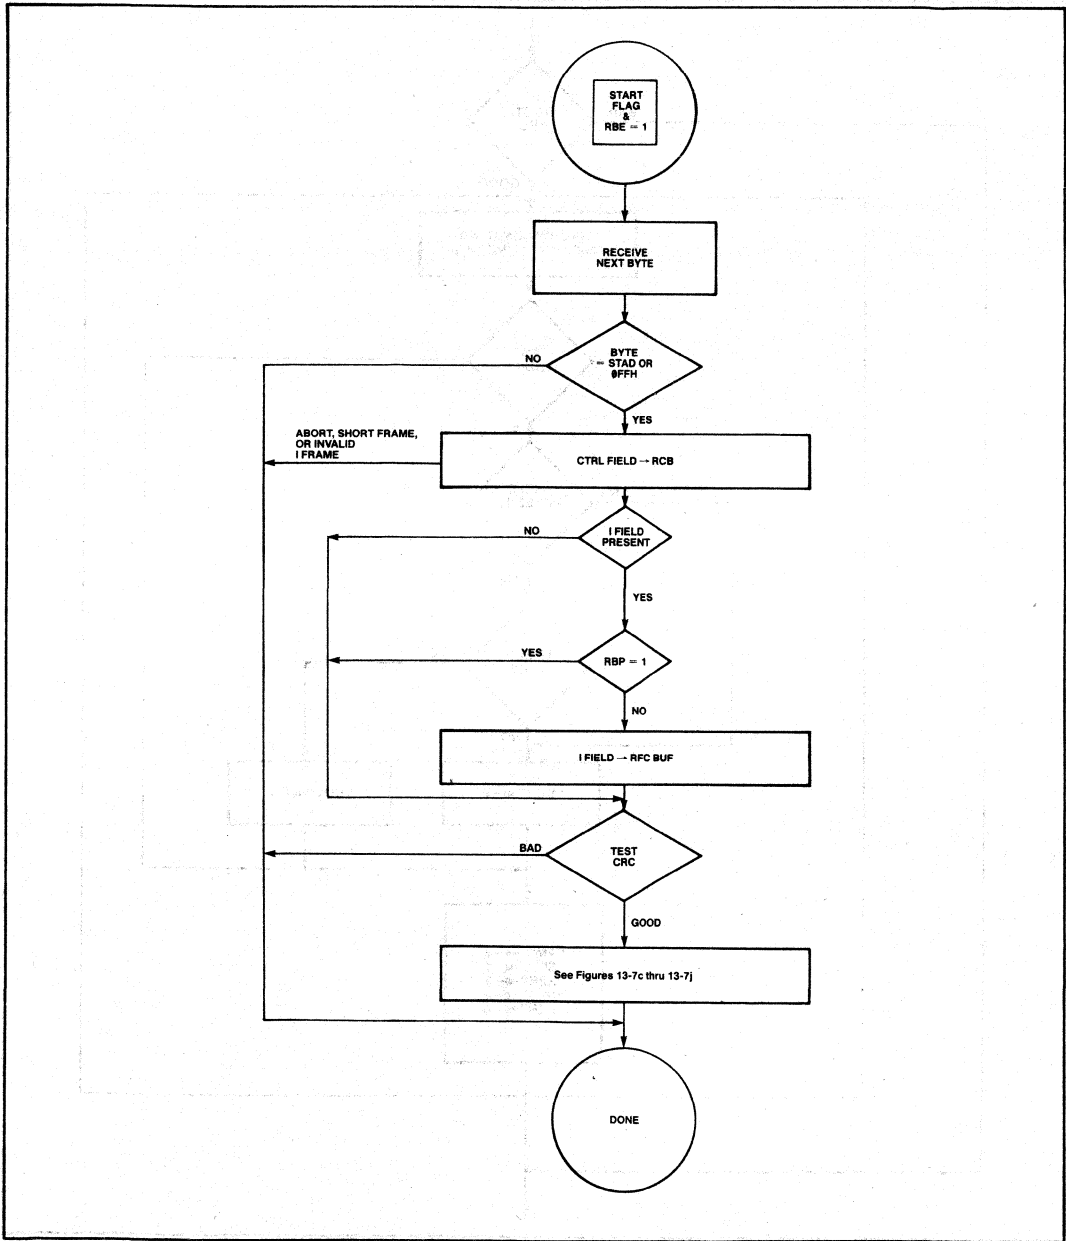 START
FLAG
&
RBE = 1
RECEIVE
NEXT BYTE
BYTE
= STAD OR
0FFH
NO
YES
ABORT, SHORT FRAME,
OR INVALID
I FRAME
CTRL FIELD → RCB
I FIELD
PRESENT
NO
YES
RBP = 1
YES
NO
I FIELD → RFC BUF
TEST
CRC
BAD
GOOD
See Figures 13-7c thru 13-7j
DONE